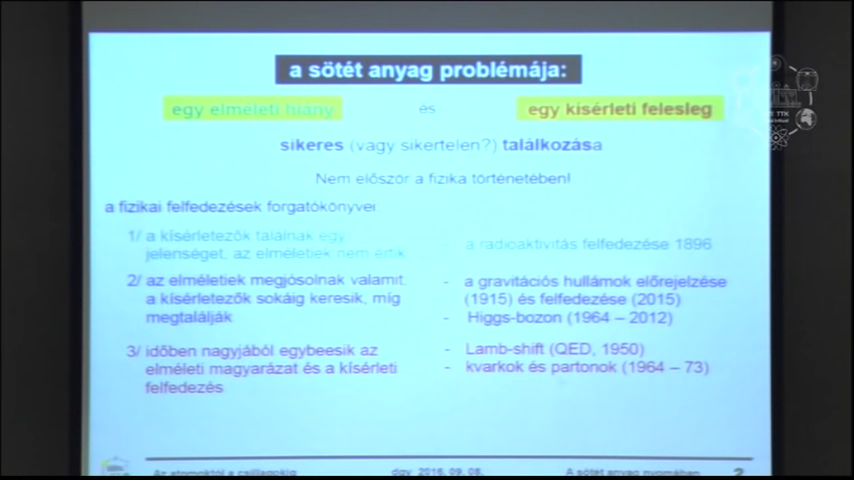 a sötét anyag problémája:
egy elméleti hiány és egy kísérleti felesleg
sikeres (vagy sikertelen?) találkozása
Nem először a fizika történetében!
a fizikai felfedezések forgatókönyvei
1/ a kísérletezők találnak egy
jelenséget, az elméletiek nem értik
- a radioaktivitás felfedezése 1896
2/ az elméletiek megjósolnak valamit,
a kísérletezők sokáig keresik, míg
megtalálják
- a gravitációs hullámok előrejelzése
(1915) és felfedezése (2015)
- Higgs-bozon (1964 – 2012)
3/ időben nagyjából egybeesik az
elméleti magyarázat és a kísérleti
felfedezés
- Lamb-shift (QED, 1950)
- kvarkok és partonok (1964 – 73)
Az atomoktól a csillagokig dgy 2016. 09. 08. A sötét anyag nyomában 2